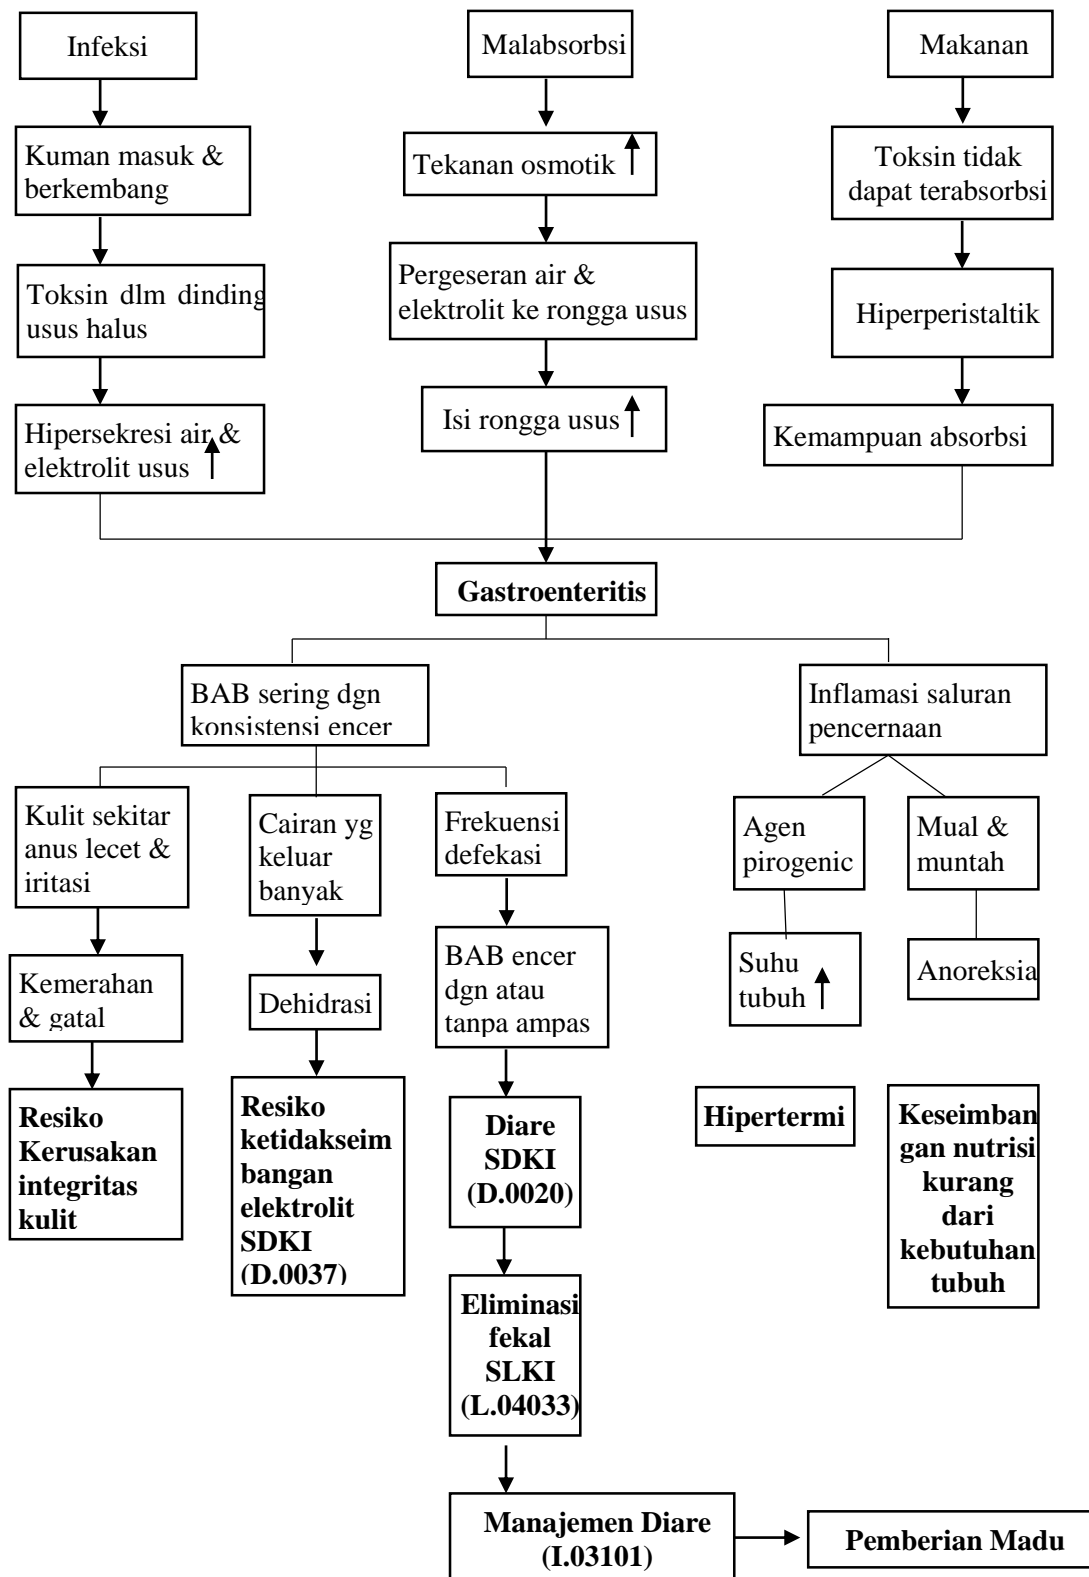 Infeksi
Malabsorbsi
Makanan
Kuman masuk &
berkembang
Tekanan osmotik
Toksin tidak
dapat terabsorbsi
Toksin dlm dinding
usus halus
Pergeseran air &
elektrolit ke rongga usus
Hiperperistaltik
Hipersekresi air &
elektrolit usus
Isi rongga usus
Kemampuan absorbsi
Gastroenteritis
BAB sering dgn
konsistensi encer
Inflamasi saluran
pencernaan
Kulit sekitar
anus lecet &
iritasi
Cairan yg
keluar
banyak
Frekuensi
defekasi
Agen
pirogenic
Mual &
muntah
Kemerahan
& gatal
Dehidrasi
BAB encer
dgn atau
tanpa ampas
Suhu
tubuh
Anoreksia
Resiko
Kerusakan
integritas
kulit
Resiko
ketidakseim
bangan
elektrolit
SDKI
(D.0037)
Diare
SDKI
(D.0020)
Hipertermi
Keseimban
gan nutrisi
kurang
dari
kebutuhan
tubuh
Eliminasi
fekal
SLKI
(L.04033)
Manajemen Diare
(I.03101)
Pemberian Madu